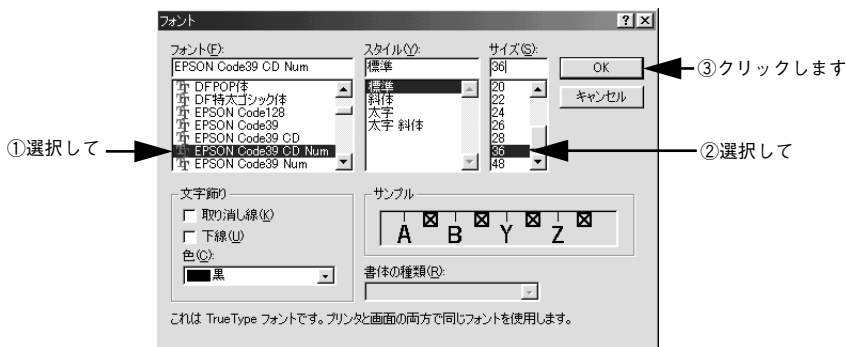 フォント
フォント(F):
スタイル(Y):
サイズ(S):
EPSON Code39 CD Num
標準
36
OK
③クリックします
キャンセル
DFPOP体
DF特太ゴシック体
EPSON Code128
EPSON Code39
EPSON Code39 CD
EPSON Code39 CD Num
EPSON Code39 Num
標準
斜体
太字
太字 斜体
20
22
24
26
28
36
48
①選択して
②選択して
文字飾り
取り消し線(K)
下線(U)
色(C):
黒
サンプル
A B Y Z
書体の種類(R):
これは TrueType フォントです。プリンタと画面の両方で同じフォントを使用します。